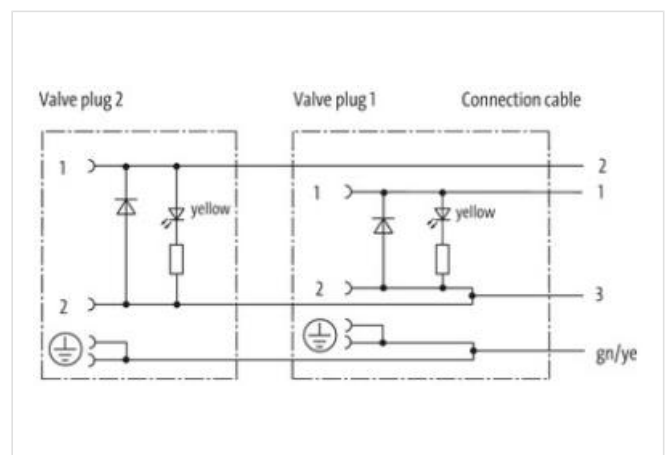 Valve plug 2 Valve plug 1 Connection cable
1 2
1 1
yellow yellow
2 3
2
gn/ye